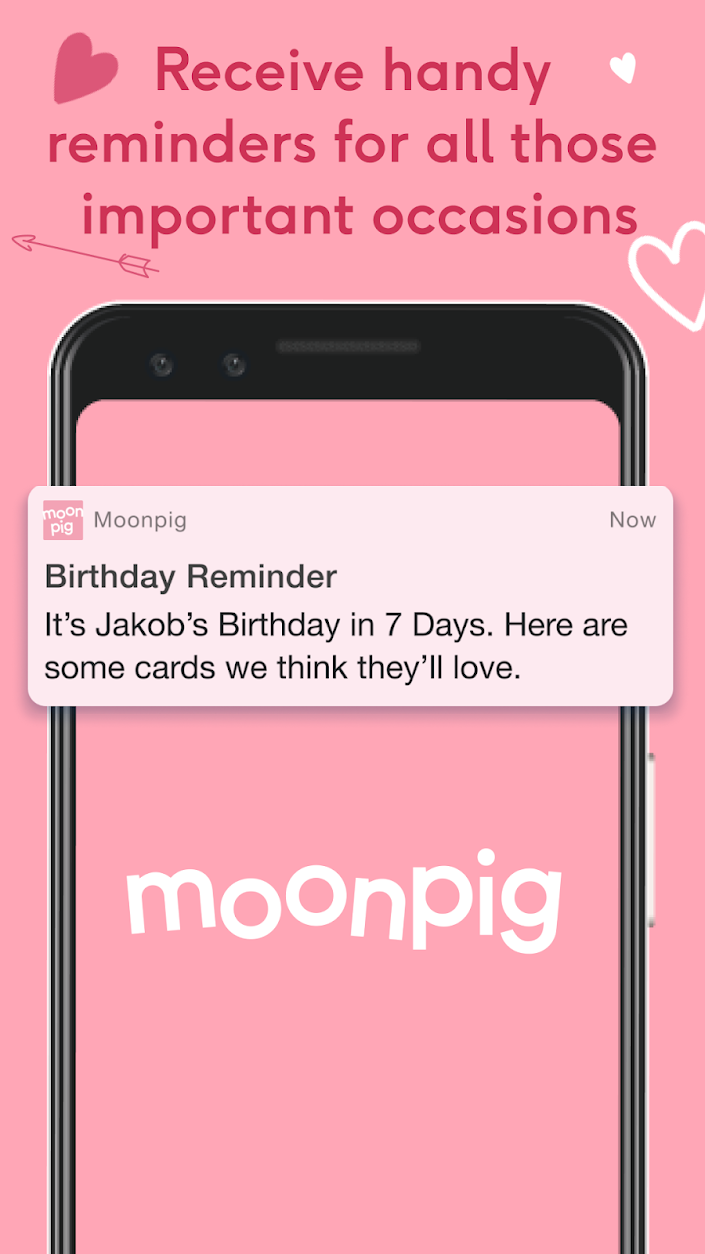 Receive handy
reminders for all those
important occasions
moon
pig
Moonpig
Now
Birthday Reminder
It’s Jakob’s Birthday in 7 Days. Here are
some cards we think they’ll love.
moonpig